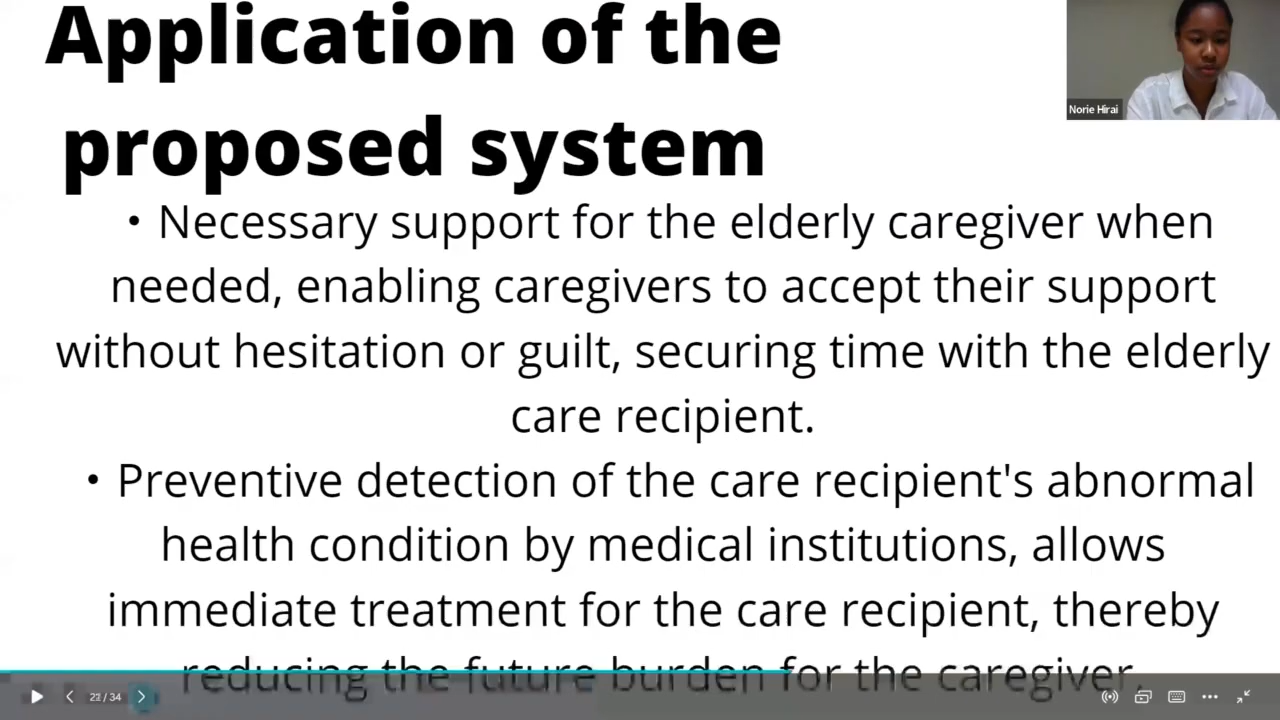 Application of the
proposed system
Norie Hirai
• Necessary support for the elderly caregiver when
needed, enabling caregivers to accept their support
without hesitation or guilt, securing time with the elderly
care recipient.
• Preventive detection of the care recipient's abnormal
health condition by medical institutions, allows
immediate treatment for the care recipient, thereby
reducing the future burden for the caregiver.
/ 34